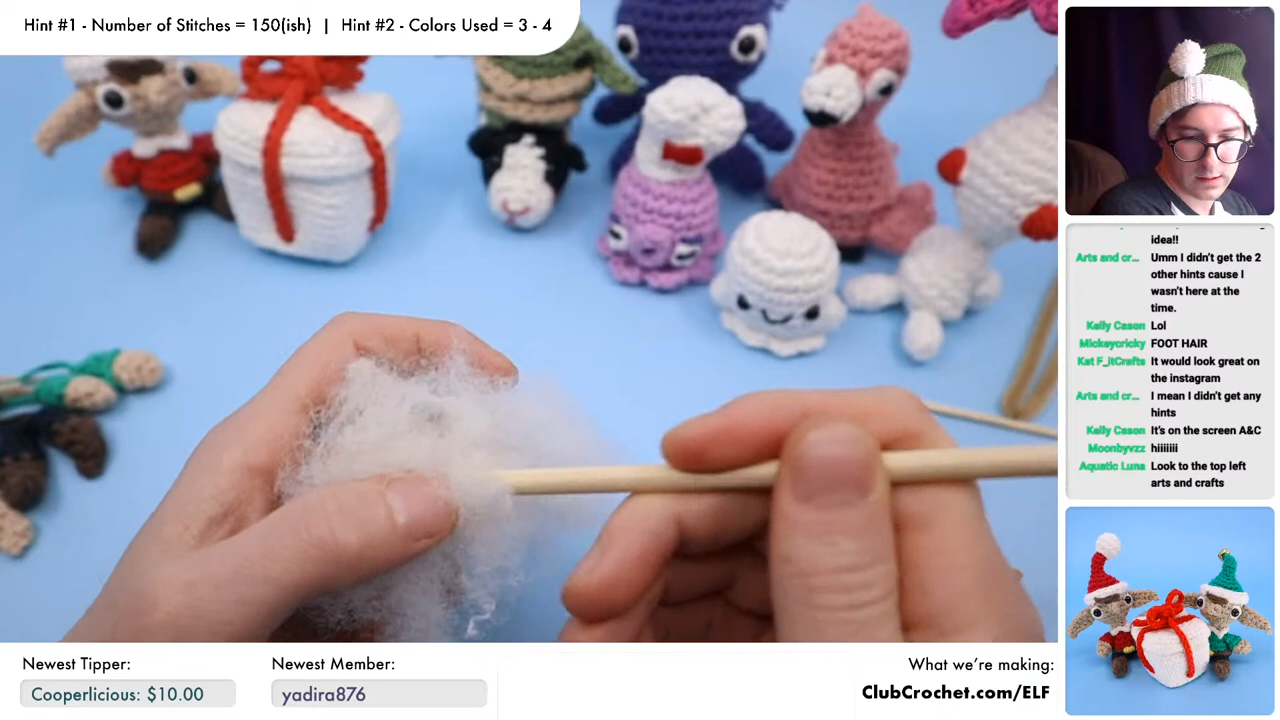 Hint #1 - Number of Stitches = 150(ish) | Hint #2 - Colors Used = 3 - 4
idea!!
Arts and cr... Umm I didn't get the 2
other hints cause I
wasn't here at the
time.
Kelly Cason Lol
Mickeycricky FOOT HAIR
Kat F_itCrafts It would look great on
the instagram
Arts and cr... I mean I didn't get any
hints
Kelly Cason It's on the screen A&C
Moonbyvzz hiiiiiii
Aquatic Luna Look to the top left
arts and crafts
Newest Tipper:
Cooperlicious: $10.00
Newest Member:
yadira876
What we're making:
ClubCrochet.com/ELF